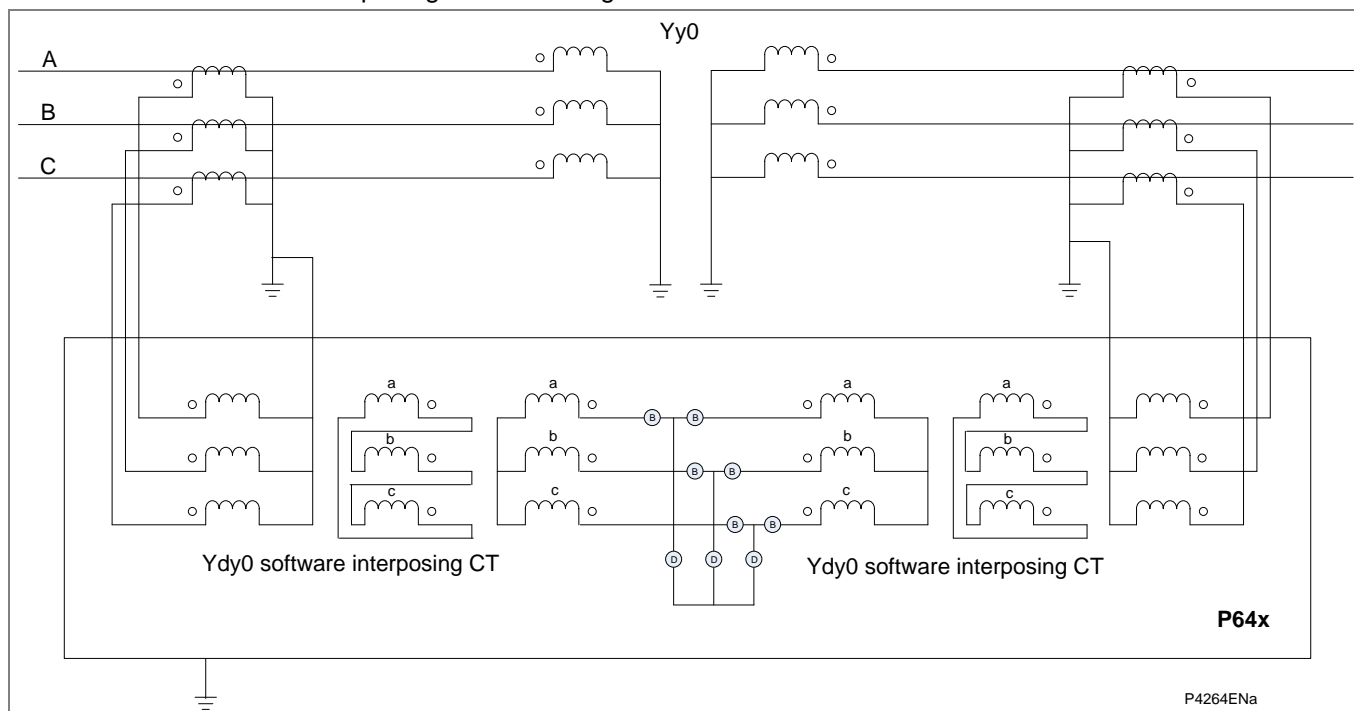 Yy0
A
B
C
a a a a
b b b b
c c c c
B B
B B
B B
D D D
Ydy0 software interposing CT
Ydy0 software interposing CT
P64x
P4264ENa